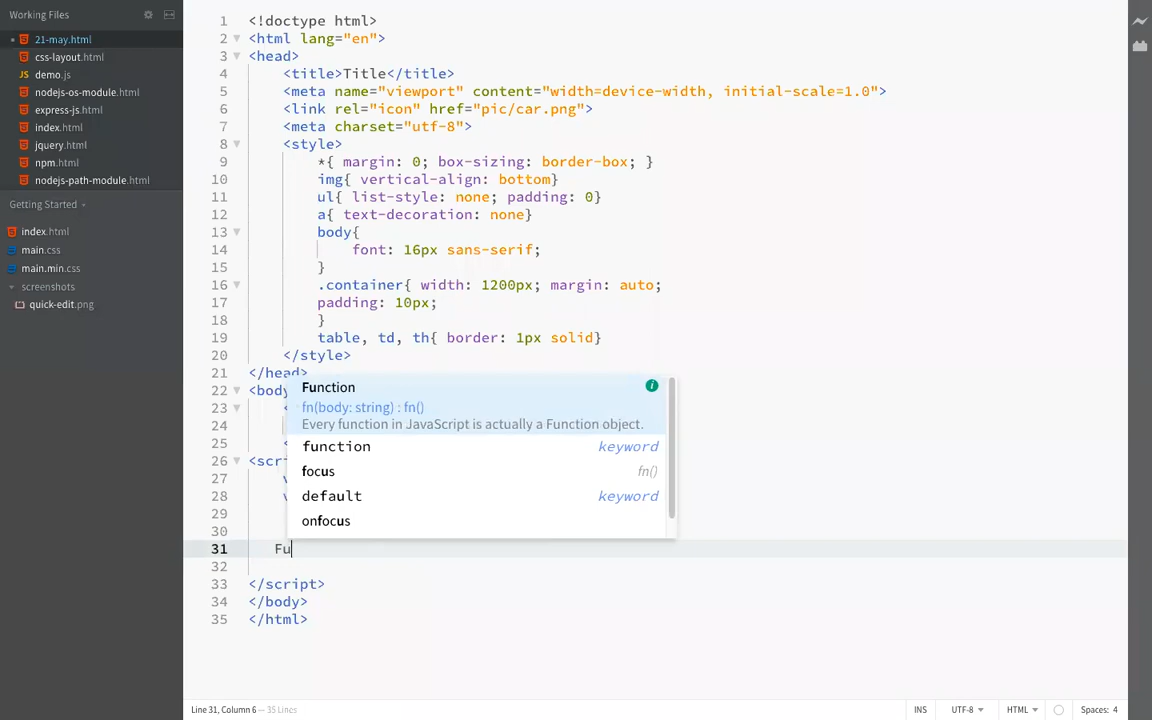 Working Files
21-may.html
css-layout.html
JS demo.js
nodejs-os-module.html
express-js.html
index.html
jquery.html
npm.html
nodejs-path-module.html
Getting Started
index.html
main.css
main.min.css
screenshots
quick-edit.png
1 <!doctype html>
2 <html lang="en">
3 <head>
4 <title>Title</title>
5 <meta name="viewport" content="width=device-width, initial-scale=1.0">
6 <link rel="icon" href="pic/car.png">
7 <meta charset="utf-8">
8 <style>
9 *{ margin: 0; box-sizing: border-box; }
10 img{ vertical-align: bottom}
11 ul{ list-style: none; padding: 0}
12 a{ text-decoration: none}
13 body{
14 font: 16px sans-serif;
15 }
16 .container{ width: 1200px; margin: auto;
17 padding: 10px;
18 }
19 table, td, th{ border: 1px solid}
20 </style>
21 </head>
22 <body
23 <
24
25 <
26 <scri
27 v
28 v
29
30
31 Fu
32
33 </script>
34 </body>
35 </html>
Function
fn(body: string) : fn()
Every function in JavaScript is actually a Function object.
function keyword
focus fn()
default keyword
onfocus
Line 31, Column 6 — 35 Lines
INS UTF-8 HTML Spaces: 4